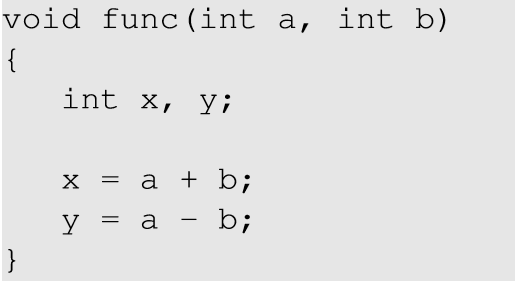 void func(int a, int b)
{
int x, y;
x = a + b;
y = a - b;
}